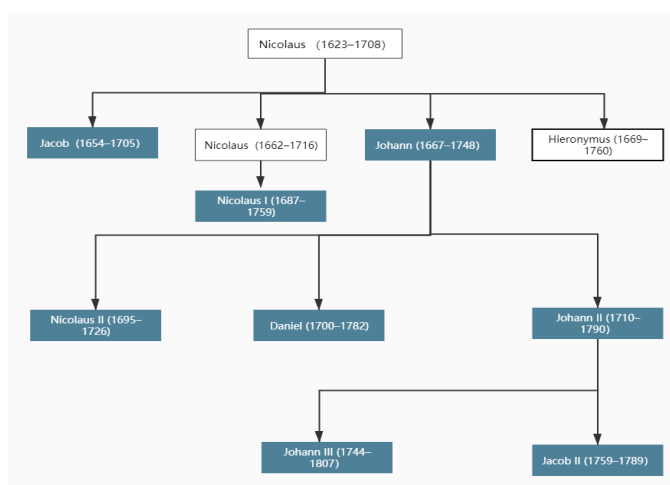 Nicolaus （1623–1708）
Jacob (1654–1705)
Nicolaus (1662–1716)
Johann (1667–1748)
Hieronymus (1669–
1760)
Nicolaus I (1687–
1759)
Nicolaus II (1695–
1726)
Daniel (1700–1782)
Johann II (1710–
1790)
Johann III (1744–
1807)
Jacob II (1759–1789)